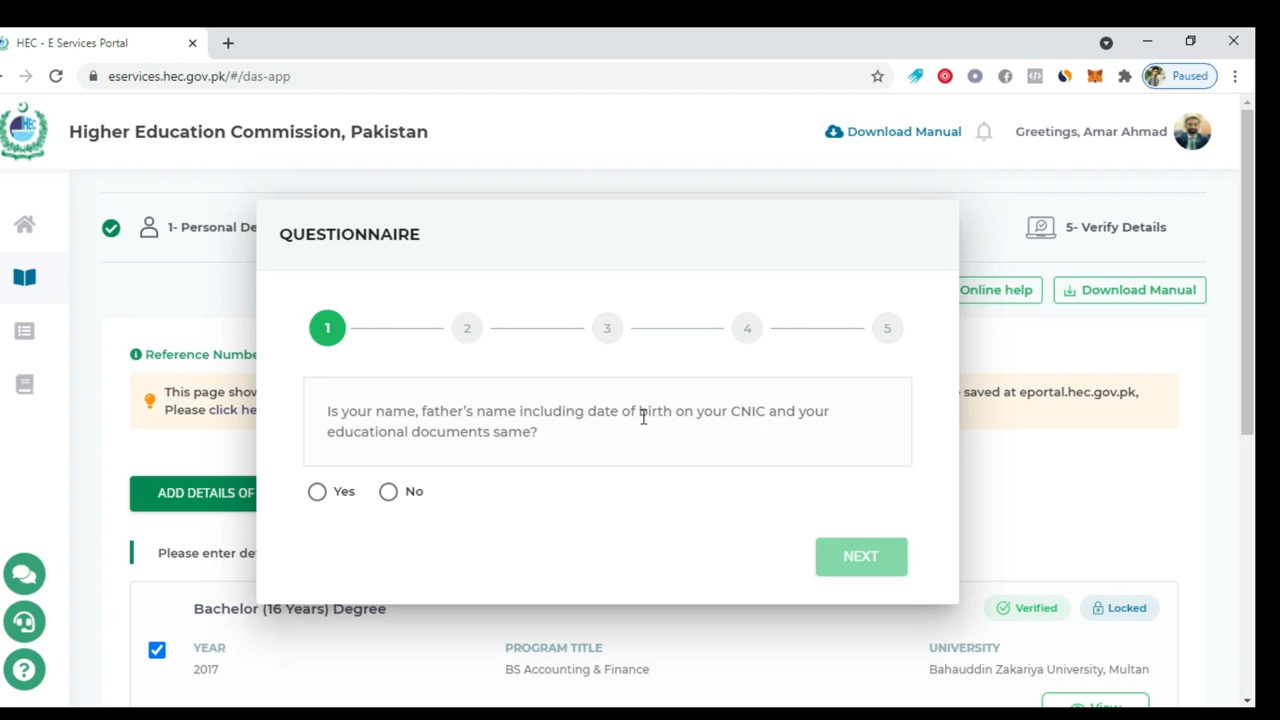 HEC - E Services Portal
eservices.hec.gov.pk/#/das-app
Paused
HEC
Higher Education Commission, Pakistan
Download Manual
Greetings, Amar Ahmad
1- Personal De
5- Verify Details
QUESTIONNAIRE
Online help
Download Manual
1
2
3
4
5
Reference Numbe
This page show
saved at eportal.hec.gov.pk,
Please click he
Is your name, father's name including date of birth on your CNIC and your
educational documents same?
ADD DETAILS OF
Yes
No
Please enter de
NEXT
Bachelor (16 Years) Degree
Verified
Locked
YEAR
PROGRAM TITLE
UNIVERSITY
2017
BS Accounting & Finance
Bahauddin Zakariya University, Multan
View